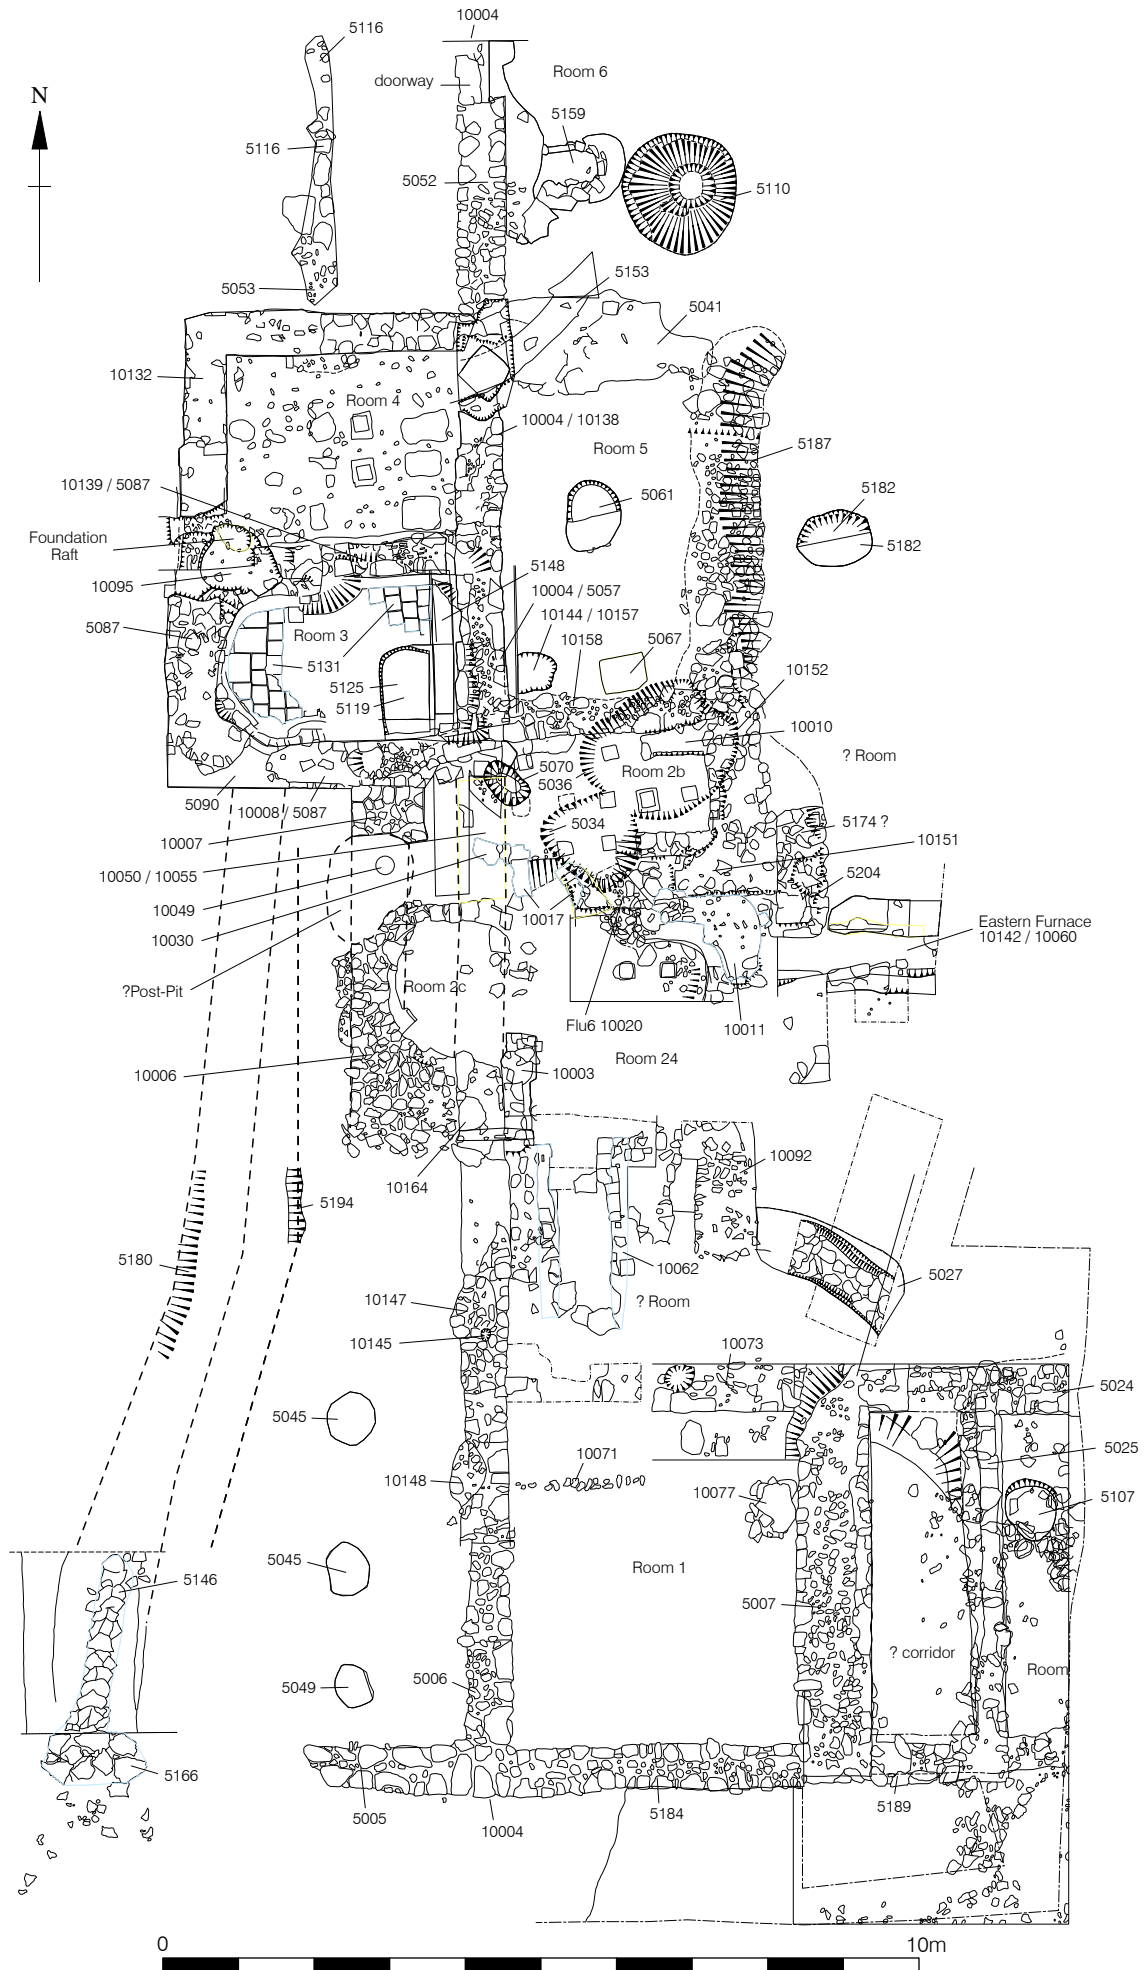 10004
5116
doorway
Room 6
N
5159
5116
5052
5110
5153
5053
5041
10132
Room 4
10004 / 10138
Room 5
5187
10139 / 5087
5061
5182
Foundation
Raft
5182
5148
10095
10004 / 5057
10144 / 10157
5087
Room 3
10158
5067
5131
10152
5125
5119
10010
? Room
5070
Room 2b
5036
5090
10008 / 5087
5034
5174 ?
10007
10151
10050 / 10055
5204
10049
10017
Eastern Furnace
10142 / 10060
10030
?Post-Pit
Room 2c
Flu6 10020
10011
Room 24
10006
10003
10092
10164
5194
5180
10062
5027
10147
? Room
10145
10073
5024
5045
5025
10071
10148
10077
5107
5045
Room 1
5146
5007
? corridor
Room
5006
5049
5166
5005
5184
5189
10004
0
10m